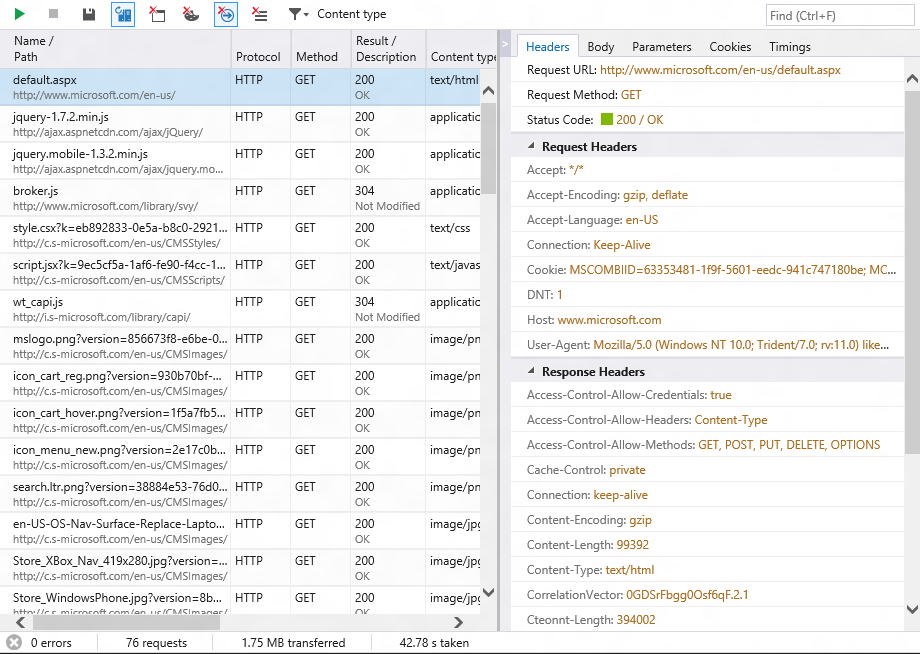 Content type
Find (Ctrl+F)
Name /
Path
Protocol
Method
Result /
Description
Content type
default.aspx HTTP GET 200 text/html
http://www.microsoft.com/en-us/ OK
jquery-1.7.2.min.js HTTP GET 200 applicatio
http://ajax.aspnetcdn.com/ajax/jQuery/ OK
jquery.mobile-1.3.2.min.js HTTP GET 200 applicatio
http://ajax.aspnetcdn.com/ajax/jquery.mo... OK
broker.js HTTP GET 304 applicatio
http://www.microsoft.com/library/svy/ Not Modified
style.csx?k=eb892833-0e5a-b8c0-2921... HTTP GET 200 text/css
http://c.s-microsoft.com/en-us/CMSStyles/ OK
script.jsx?k=9ec5cf5a-1af6-fe90-f4cc-1... HTTP GET 200 text/javas
http://c.s-microsoft.com/en-us/CMSScripts/ OK
wt_capi.js HTTP GET 304 applicatio
http://i.s-microsoft.com/library/capi/ Not Modified
mslogo.png?version=856673f8-e6be-0... HTTP GET 200 image/pn
http://c.s-microsoft.com/en-us/CMSImages/ OK
icon_cart_reg.png?version=930b70bf-... HTTP GET 200 image/pn
http://c.s-microsoft.com/en-us/CMSImages/ OK
icon_cart_hover.png?version=1f5a7fb5... HTTP GET 200 image/pn
http://c.s-microsoft.com/en-us/CMSImages/ OK
icon_menu_new.png?version=2e17c0b... HTTP GET 200 image/pn
http://c.s-microsoft.com/en-us/CMSImages/ OK
search.ltr.png?version=38884e53-76d0... HTTP GET 200 image/pn
http://c.s-microsoft.com/en-us/CMSImages/ OK
en-US-OS-Nav-Surface-Replace-Lapto... HTTP GET 200 image/jpg
http://c.s-microsoft.com/en-us/CMSImages/ OK
Store_XBox_Nav_419x280.jpg?version=... HTTP GET 200 image/jpg
http://c.s-microsoft.com/en-us/CMSImages/ OK
Store_WindowsPhone.jpg?version=8b... HTTP GET 200 image/jpg
http://c.s-microsoft.com/en-us/CMSImages/ OK
Headers Body Parameters Cookies Timings
Request URL: http://www.microsoft.com/en-us/default.aspx
Request Method: GET
Status Code: 200 / OK
Request Headers
Accept: */*
Accept-Encoding: gzip, deflate
Accept-Language: en-US
Connection: Keep-Alive
Cookie: MSCOMBIID=63353481-1f9f-5601-eedc-941c747180be; MC...
DNT: 1
Host: www.microsoft.com
User-Agent: Mozilla/5.0 (Windows NT 10.0; Trident/7.0; rv:11.0) like...
Response Headers
Access-Control-Allow-Credentials: true
Access-Control-Allow-Headers: Content-Type
Access-Control-Allow-Methods: GET, POST, PUT, DELETE, OPTIONS
Cache-Control: private
Connection: keep-alive
Content-Encoding: gzip
Content-Length: 99392
Content-Type: text/html
CorrelationVector: 0GDSrFbgg0Osf6qF.2.1
Cteonnt-Length: 394002
0 errors 76 requests 1.75 MB transferred 42.78 s taken